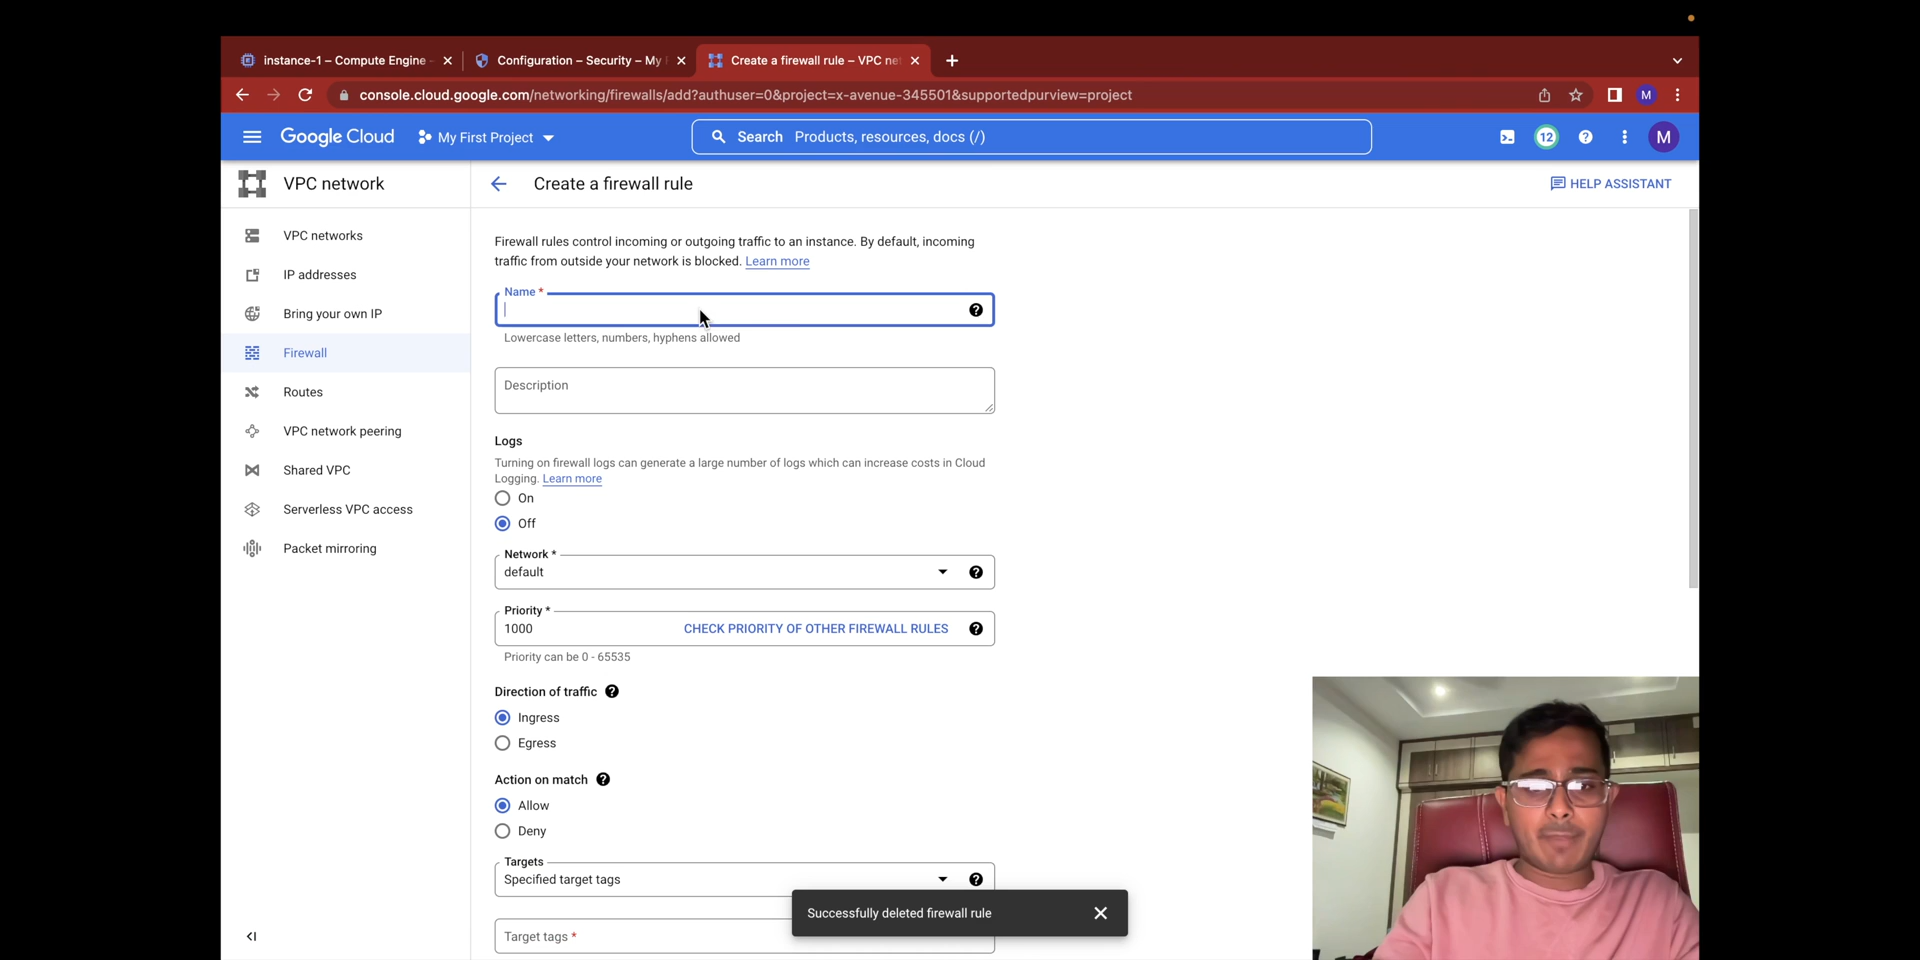 instance-1 – Compute Engine -
Configuration – Security – My
Create a firewall rule – VPC net
console.cloud.google.com/networking/firewalls/add?authuser=0&project=x-avenue-345501&supportedpurview=project
M
Google Cloud
My First Project
Search Products, resources, docs (/)
12
M
VPC network
Create a firewall rule
HELP ASSISTANT
VPC networks
IP addresses
Bring your own IP
Firewall
Routes
VPC network peering
Shared VPC
Serverless VPC access
Packet mirroring
Firewall rules control incoming or outgoing traffic to an instance. By default, incoming
traffic from outside your network is blocked. Learn more
Name *
Lowercase letters, numbers, hyphens allowed
Description
Logs
Turning on firewall logs can generate a large number of logs which can increase costs in Cloud
Logging. Learn more
On
Off
Network *
default
Priority *
1000 CHECK PRIORITY OF OTHER FIREWALL RULES
Priority can be 0 - 65535
Direction of traffic
Ingress
Egress
Action on match
Allow
Deny
Targets
Specified target tags
Successfully deleted firewall rule
Target tags *